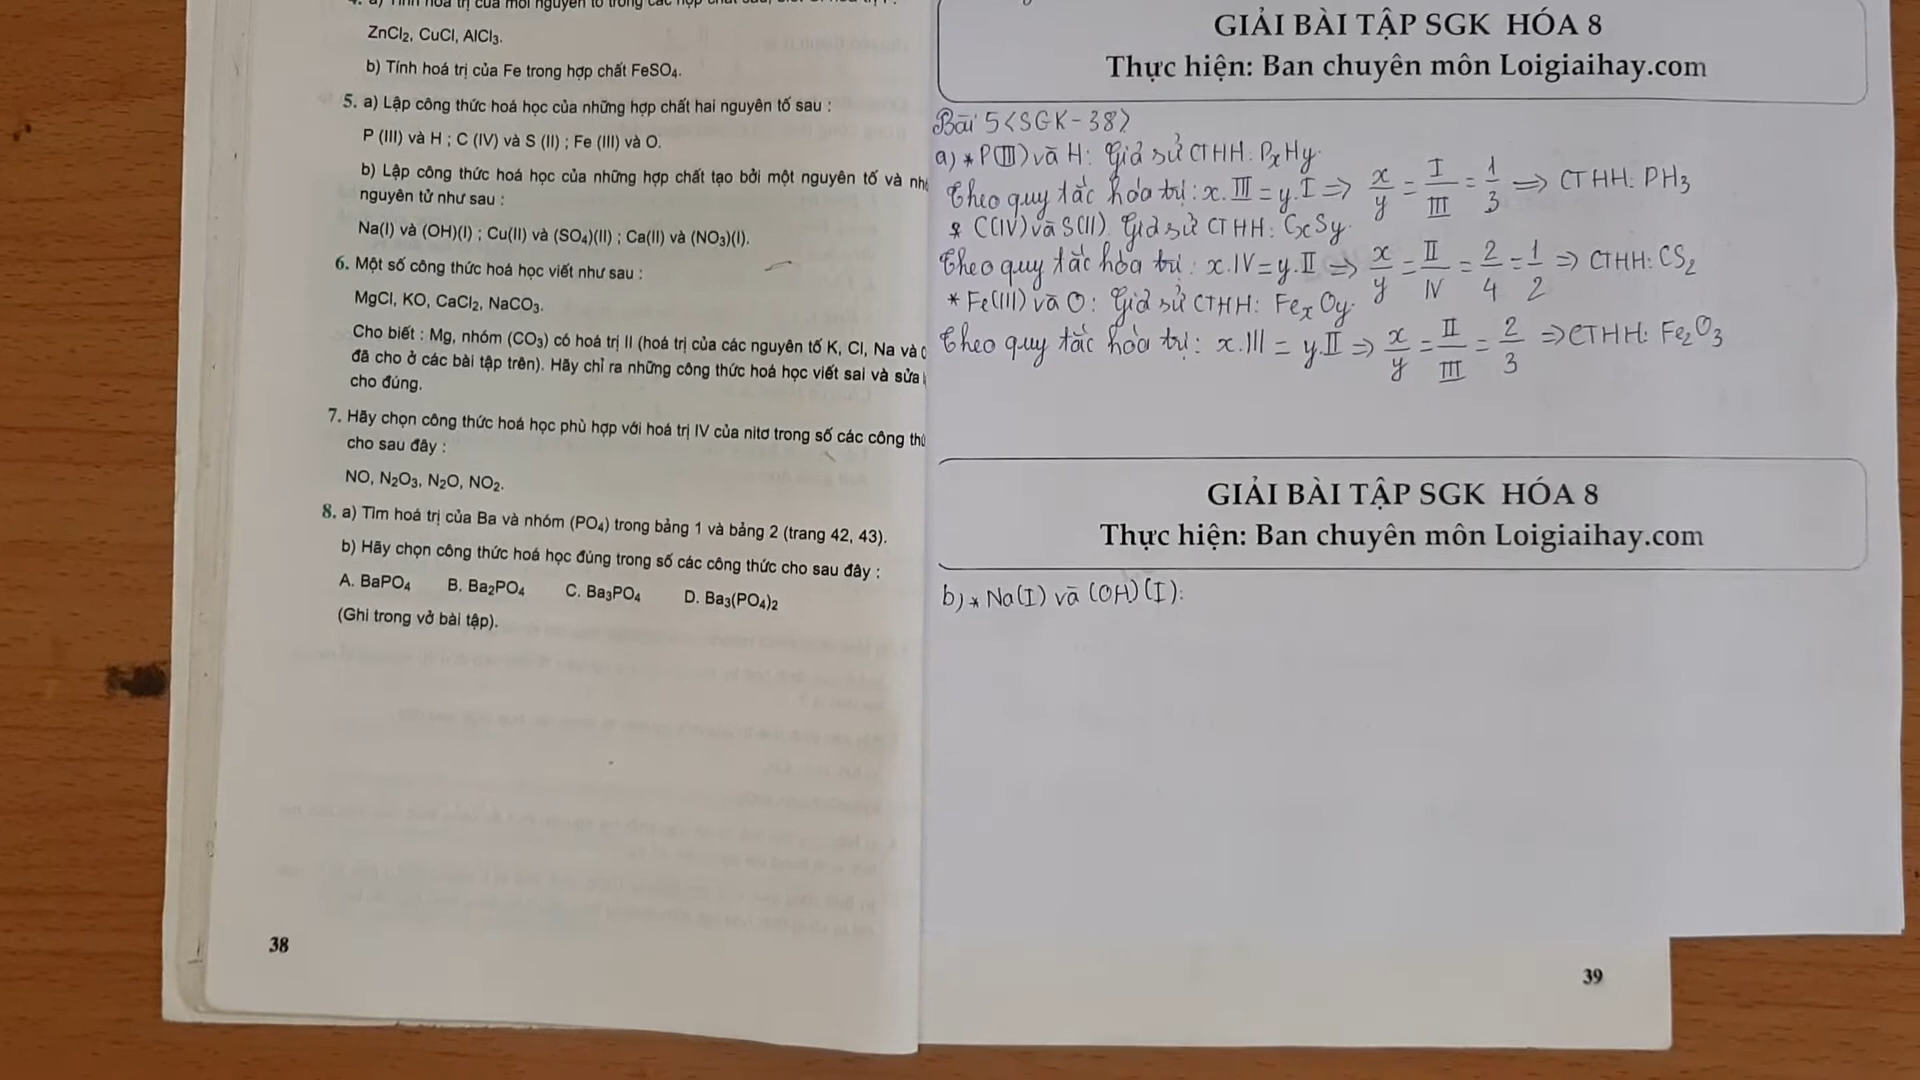 ZnCl₂, CuCl, AlCl₃.
b) Tính hoá trị của Fe trong hợp chất FeSO₄.
5. a) Lập công thức hoá học của những hợp chất hai nguyên tố sau :
P (III) và H ; C (IV) và S (II) ; Fe (III) và O.
b) Lập công thức hoá học của những hợp chất tạo bởi một nguyên tố và
nguyên tử như sau :
Na(I) và (OH)(I) ; Cu(II) và (SO₄)(II) ; Ca(II) và (NO₃)(I).
6. Một số công thức hoá học viết như sau :
MgCl, KO, CaCl₂, NaCO₃.
Cho biết : Mg, nhóm (CO₃) có hoá trị II (hoá trị của các nguyên tố K, Cl, Na và
đã cho ở các bài tập trên). Hãy chỉ ra những công thức hoá học viết sai và sửa
cho đúng.
7. Hãy chọn công thức hoá học phù hợp với hoá trị IV của nitơ trong số các công
cho sau đây :
NO, N₂O₃, N₂O, NO₂.
8. a) Tìm hoá trị của Ba và nhóm (PO₄) trong bảng 1 và bảng 2 (trang 42, 43).
b) Hãy chọn công thức hoá học đúng trong số các công thức cho sau đây :
A. BaPO₄ B. Ba₂PO₄ C. Ba₃PO₄ D. Ba₃(PO₄)₂
(Ghi trong vở bài tập).
38
GIẢI BÀI TẬP SGK HÓA 8
Thực hiện: Ban chuyên môn Loigiaihay.com
Bài 5<SGK-38>
a) * P(III) và H: Giả sử CTHH: PxHy.
Theo quy tắc hóa trị: x.III = y.I => x/y = I/III = 1/3 => CTHH: PH₃
* C(IV) và S(II). Giả sử CTHH: CxSy.
Theo quy tắc hóa trị: x.IV = y.II => x/y = II/IV = 2/4 = 1/2 => CTHH: CS₂
* Fe(III) và O: Giả sử CTHH: FexOy.
Theo quy tắc hóa trị: x.III = y.II => x/y = II/III = 2/3 => CTHH: Fe₂O₃
GIẢI BÀI TẬP SGK HÓA 8
Thực hiện: Ban chuyên môn Loigiaihay.com
b) * Na(I) và (OH)(I):
39